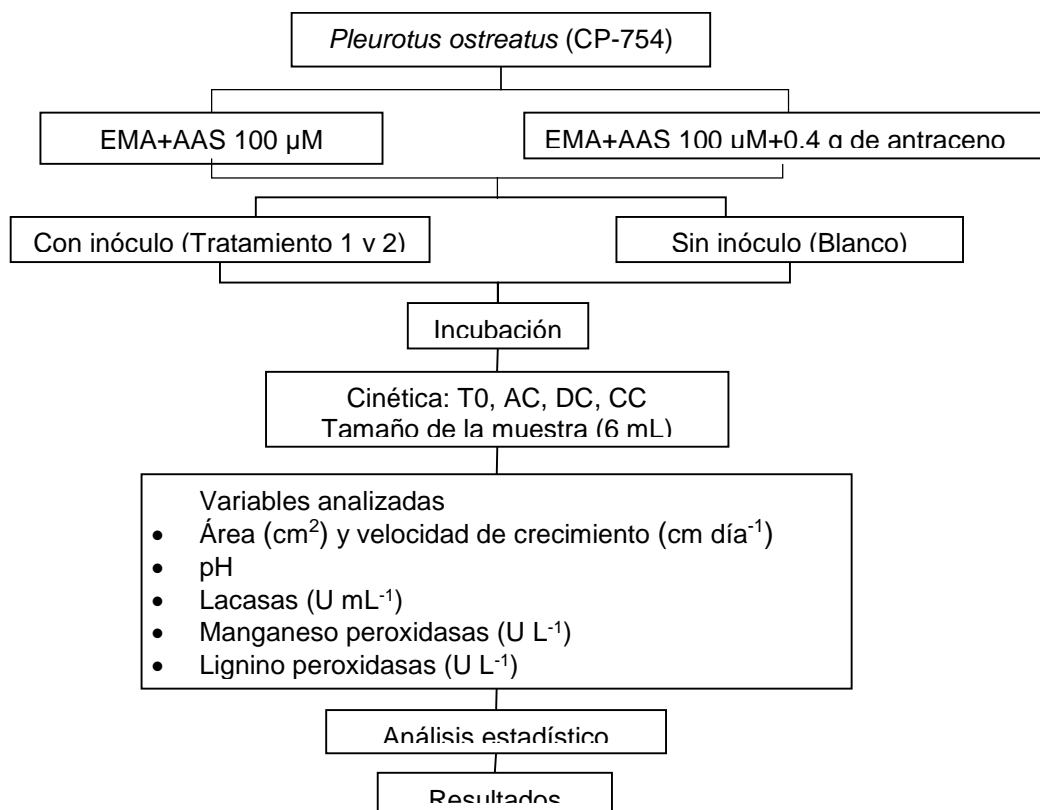 Pleurotus ostreatus (CP-754)
EMA+AAS 100 µM
EMA+AAS 100 µM+0.4 g de antraceno
Con inóculo (Tratamiento 1 y 2)
Sin inóculo (Blanco)
Incubación
Cinética: T0, AC, DC, CC
Tamaño de la muestra (6 mL)
Variables analizadas
• Área (cm²) y velocidad de crecimiento (cm día⁻¹)
• pH
• Lacasas (U mL⁻¹)
• Manganeso peroxidasas (U L⁻¹)
• Lignino peroxidasas (U L⁻¹)
Análisis estadístico
Resultados